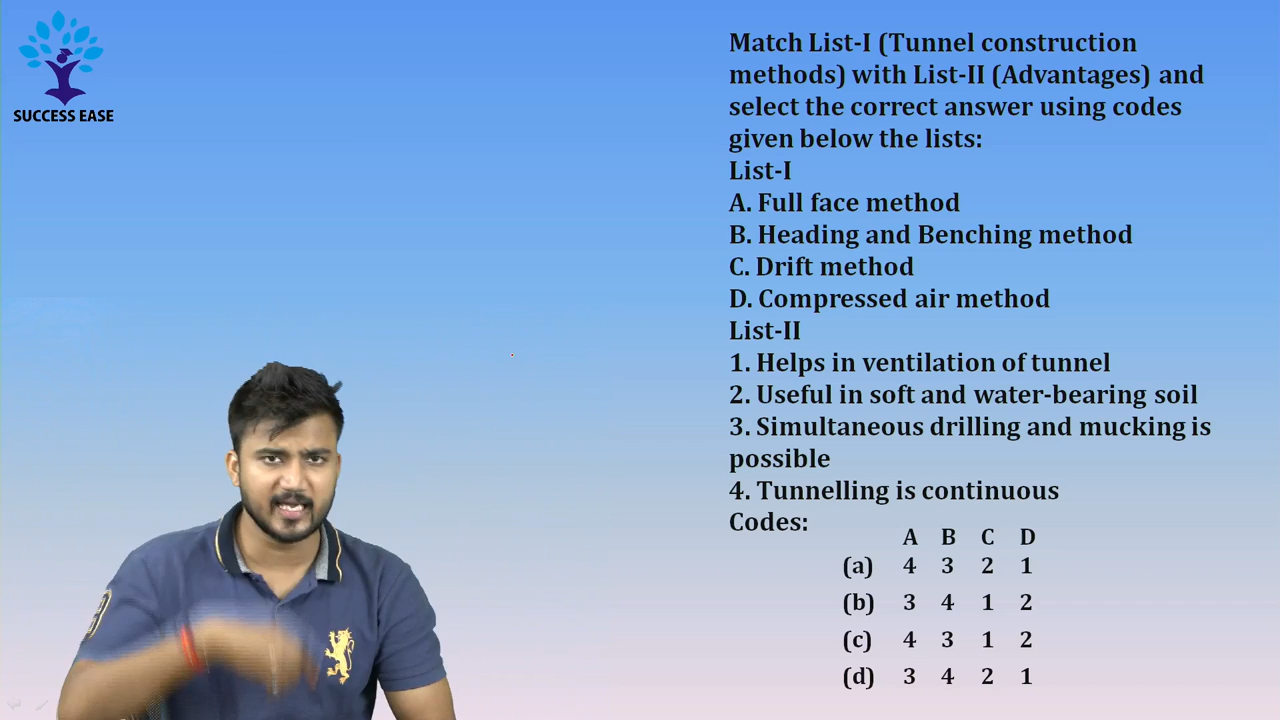 SUCCESS EASE
Match List-I (Tunnel construction
methods) with List-II (Advantages) and
select the correct answer using codes
given below the lists:
List-I
A. Full face method
B. Heading and Benching method
C. Drift method
D. Compressed air method
List-II
1. Helps in ventilation of tunnel
2. Useful in soft and water-bearing soil
3. Simultaneous drilling and mucking is
possible
4. Tunnelling is continuous
Codes:
A B C D
(a) 4 3 2 1
(b) 3 4 1 2
(c) 4 3 1 2
(d) 3 4 2 1